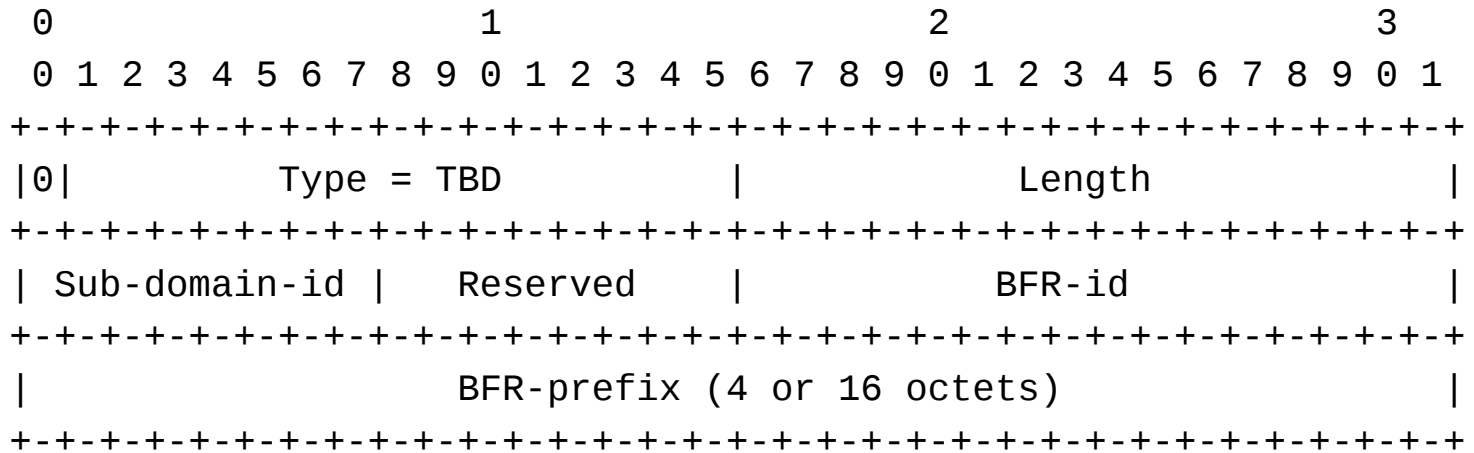 0                   1                   2                   3
 0 1 2 3 4 5 6 7 8 9 0 1 2 3 4 5 6 7 8 9 0 1 2 3 4 5 6 7 8 9 0 1
+-+-+-+-+-+-+-+-+-+-+-+-+-+-+-+-+-+-+-+-+-+-+-+-+-+-+-+-+-+-+-+-+
|0|         Type = TBD          |            Length             |
+-+-+-+-+-+-+-+-+-+-+-+-+-+-+-+-+-+-+-+-+-+-+-+-+-+-+-+-+-+-+-+-+
| Sub-domain-id |   Reserved    |           BFR-id              |
+-+-+-+-+-+-+-+-+-+-+-+-+-+-+-+-+-+-+-+-+-+-+-+-+-+-+-+-+-+-+-+-+
|                   BFR-prefix (4 or 16 octets)                 |
+-+-+-+-+-+-+-+-+-+-+-+-+-+-+-+-+-+-+-+-+-+-+-+-+-+-+-+-+-+-+-+-+